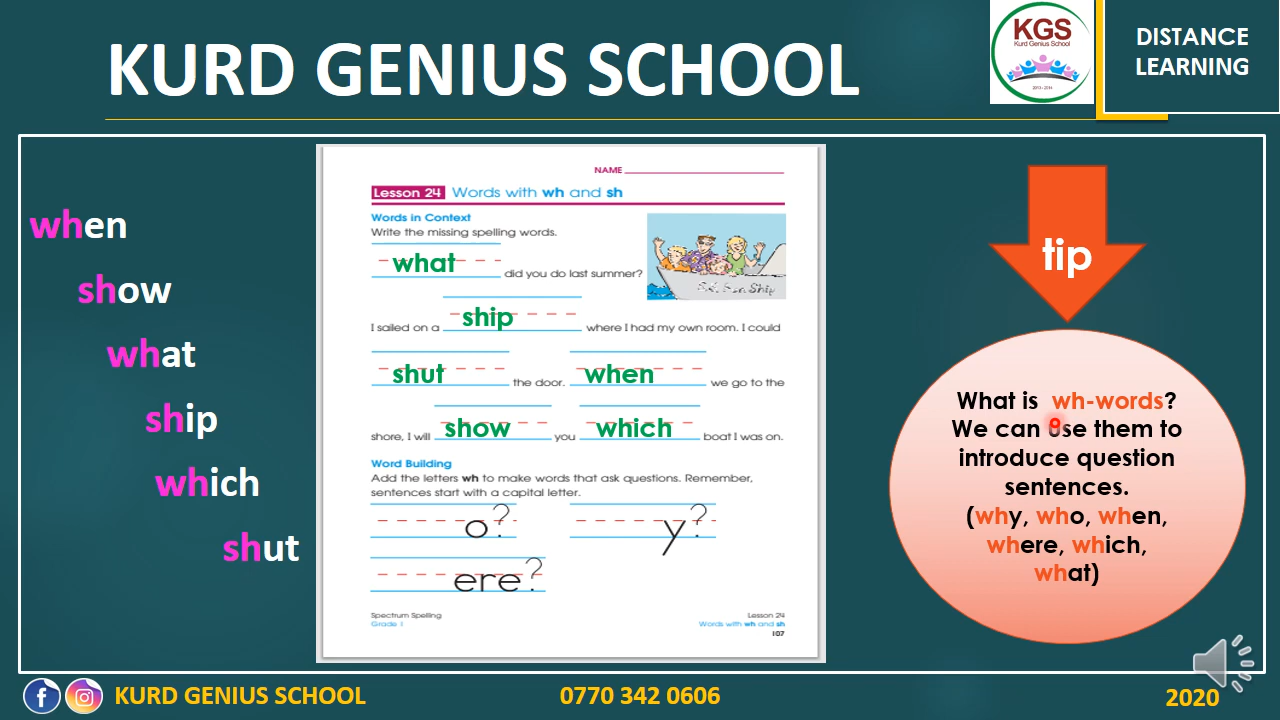 KURD GENIUS SCHOOL
KGS
Kurd Genius School
DISTANCE
LEARNING
when
show
what
ship
which
shut
NAME
Lesson 24 Words with wh and sh
Words in Context
Write the missing spelling words.
what did you do last summer?
I sailed on a ship where I had my own room. I could
shut the door. when we go to the
shore, I will show you which boat I was on.
Word Building
Add the letters wh to make words that ask questions. Remember,
sentences start with a capital letter.
o? y?
ere?
Spectrum Spelling
Grade 1
Lesson 24
Words with wh and sh
107
tip
What is wh-words?
We can use them to
introduce question
sentences.
(why, who, when,
where, which,
what)
KURD GENIUS SCHOOL
0770 342 0606
2020